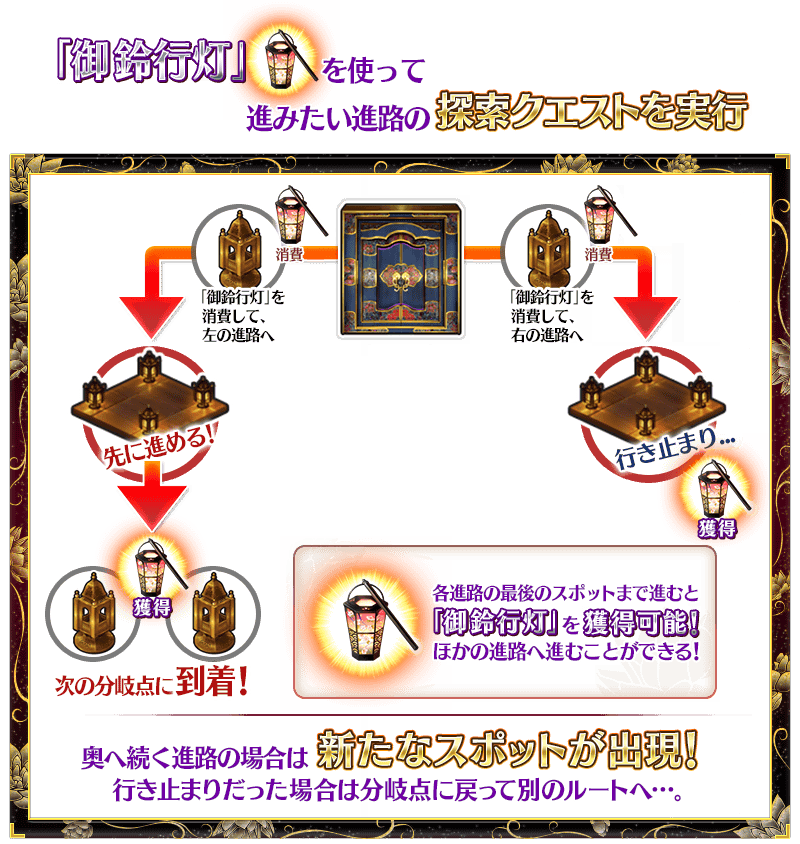 「御鈴行灯」を使って
進みたい進路の探索クエストを実行
消費
消費
「御鈴行灯」を
消費して、
左の進路へ
「御鈴行灯」を
消費して、
右の進路へ
先に進める!
行き止まり…
獲得
獲得
次の分岐点に到着!
各進路の最後のスポットまで進むと
「御鈴行灯」を獲得可能!
ほかの進路へ進むことができる!
奥へ続く進路の場合は 新たなスポットが出現!
行き止まりだった場合は分岐点に戻って別のルートへ…。